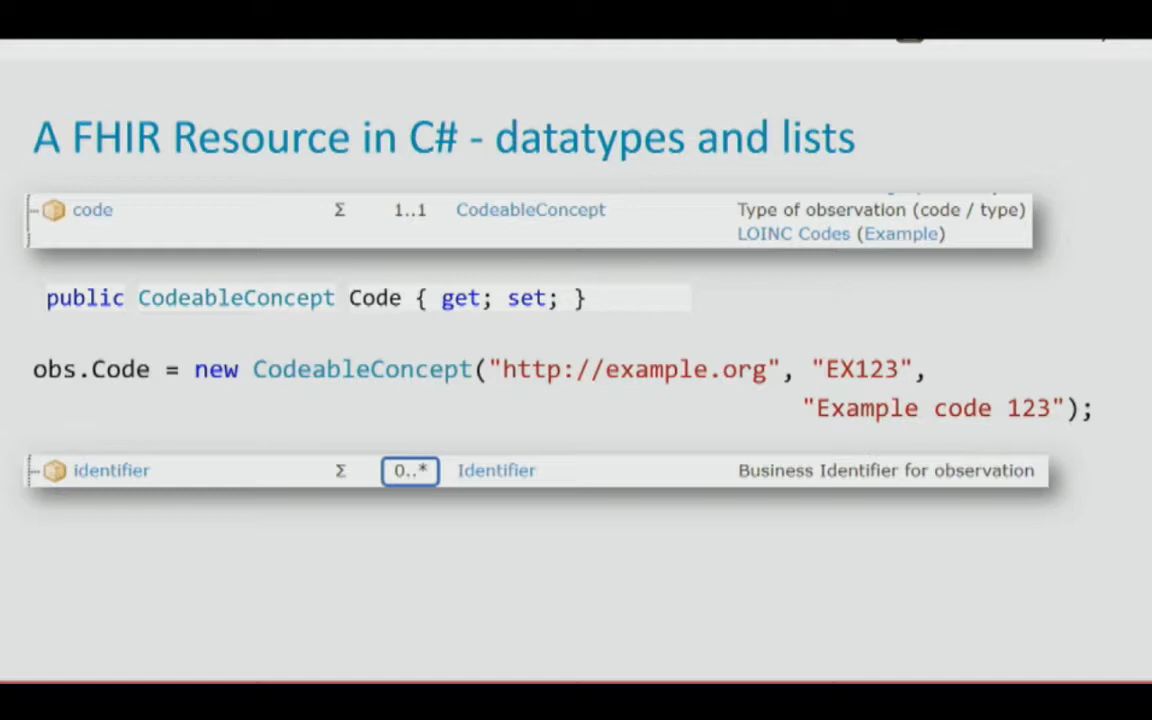 A FHIR Resource in C# - datatypes and lists
code Σ 1..1 CodeableConcept Type of observation (code / type)
LOINC Codes (Example)
public CodeableConcept Code { get; set; }
obs.Code = new CodeableConcept("http://example.org", "EX123",
"Example code 123");
identifier Σ 0..* Identifier Business Identifier for observation